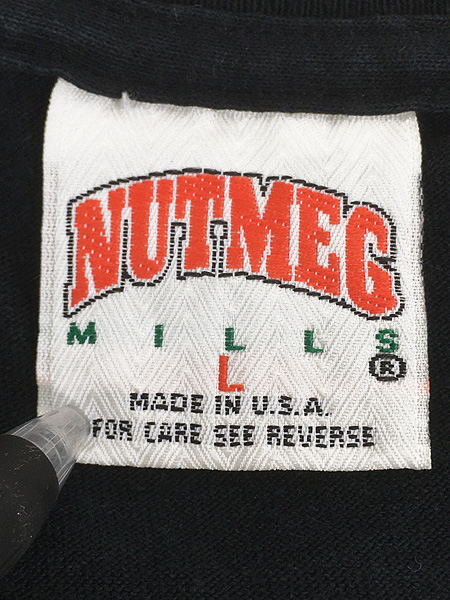 NUTMEG
MILLS
®
L
MADE IN U.S.A.
FOR CARE SEE REVERSE